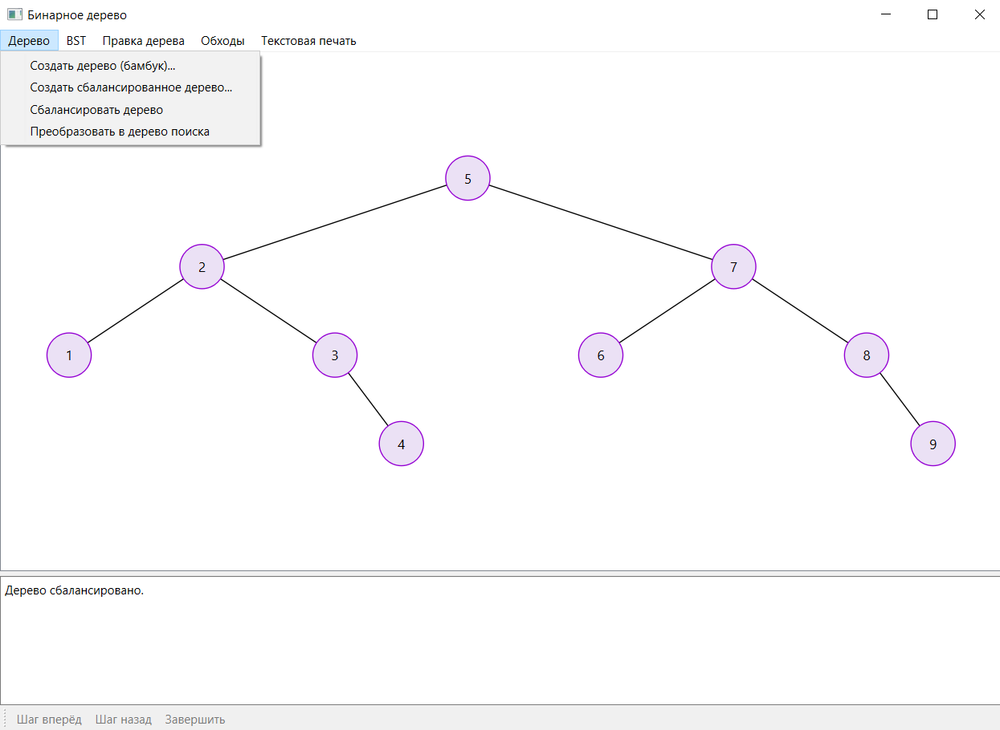 Бинарное дерево
Дерево BST Правка дерева Обходы Текстовая печать
Создать дерево (бамбук)...
Создать сбалансированное дерево...
Сбалансировать дерево
Преобразовать в дерево поиска
5
2 7
1 3 6 8
4 9
Дерево сбалансировано.
Шаг вперёд Шаг назад Завершить